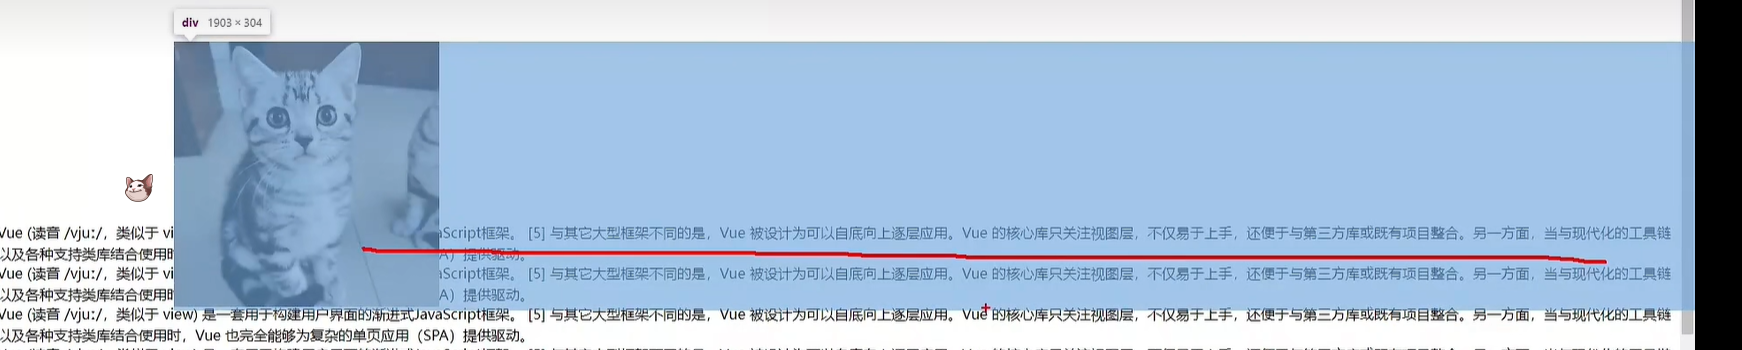 div 1903 × 304
Vue (读音 /vju:/，类似于 vi
aScript框架。 [5] 与其它大型框架不同的是，Vue 被设计为可以自底向上逐层应用。Vue 的核心库只关注视图层，不仅易于上手，还便于与第三方库或既有项目整合。另一方面，当与现代化的工具链
以及各种支持类库结合使用时
A）提供驱动。
Vue (读音 /vju:/，类似于 vi
aScript框架。 [5] 与其它大型框架不同的是，Vue 被设计为可以自底向上逐层应用。Vue 的核心库只关注视图层，不仅易于上手，还便于与第三方库或既有项目整合。另一方面，当与现代化的工具链
以及各种支持类库结合使用时
A）提供驱动。
Vue (读音 /vju:/，类似于 view) 是一套用于构建用户界面的渐进式JavaScript框架。 [5] 与其它大型框架不同的是，Vue 被设计为可以自底向上逐层应用。Vue 的核心库只关注视图层，不仅易于上手，还便于与第三方库或既有项目整合。另一方面，当与现代化的工具链
以及各种支持类库结合使用时，Vue 也完全能够为复杂的单页应用（SPA）提供驱动。